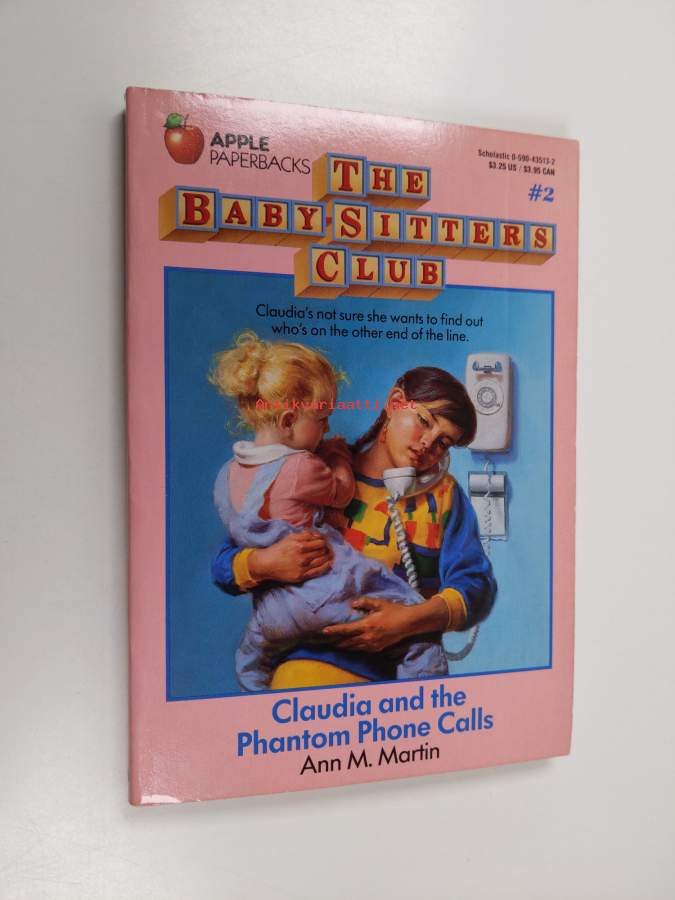 APPLE
PAPERBACKS
Scholastic 0-590-43513-2
$3.25 US / $3.95 CAN
#2
THE
BABY-SITTERS
CLUB
Claudia's not sure she wants to find out
who's on the other end of the line.
Antikvariaatti.net
Claudia and the
Phantom Phone Calls
Ann M. Martin